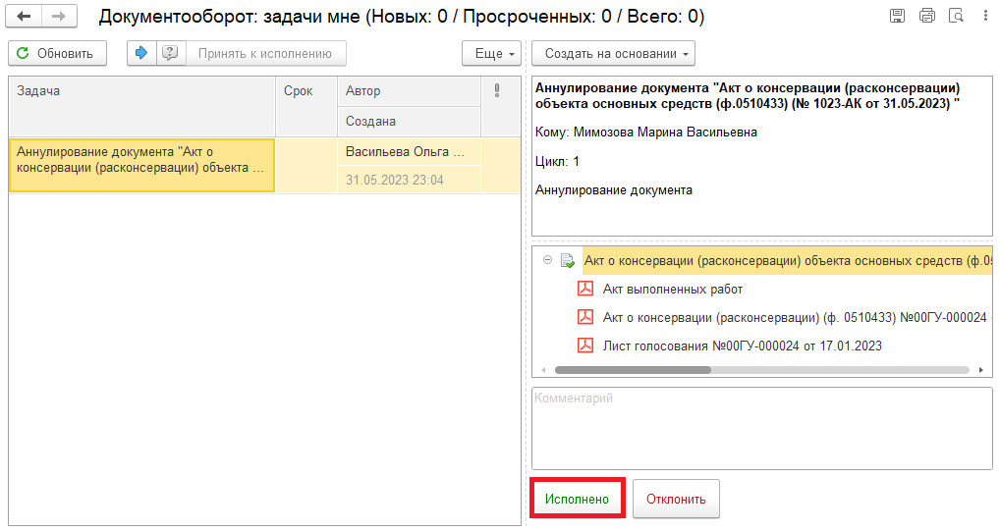 Документооборот: задачи мне (Новых: 0 / Просроченных: 0 / Всего: 0)
Обновить
Принять к исполнению
Еще
Создать на основании
Задача
Срок
Автор
Создана
Аннулирование документа "Акт о
консервации (расконсервации) объекта ...
Васильева Ольга ...
31.05.2023 23:04
Аннулирование документа "Акт о консервации (расконсервации)
объекта основных средств (ф.0510433) (№ 1023-АК от 31.05.2023) "
Кому: Мимозова Марина Васильевна
Цикл: 1
Аннулирование документа
Акт о консервации (расконсервации) объекта основных средств (ф.05
Акт выполненных работ
Акт о консервации (расконсервации) (ф. 0510433) №00ГУ-000024
Лист голосования №00ГУ-000024 от 17.01.2023
Комментарий
Исполнено
Отклонить